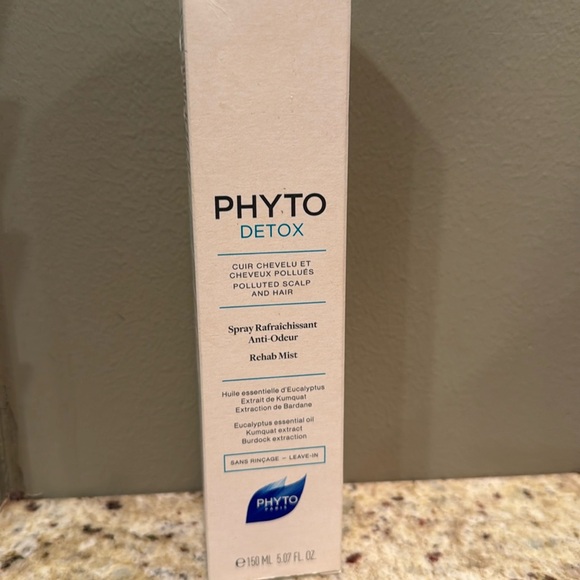 PHYTO
DETOX
CUIR CHEVELU ET
CHEVEUX POLLUÉS
POLLUTED SCALP
AND HAIR
Spray Rafraîchissant
Anti-Odeur
Rehab Mist
Huile essentielle d'Eucalyptus
Extrait de Kumquat
Extraction de Bardane
Eucalyptus essential oil
Kumquat extract
Burdock extraction
SANS RINÇAGE – LEAVE-IN
PHYTO
PARIS
℮150 ML 5.07 FL. OZ.